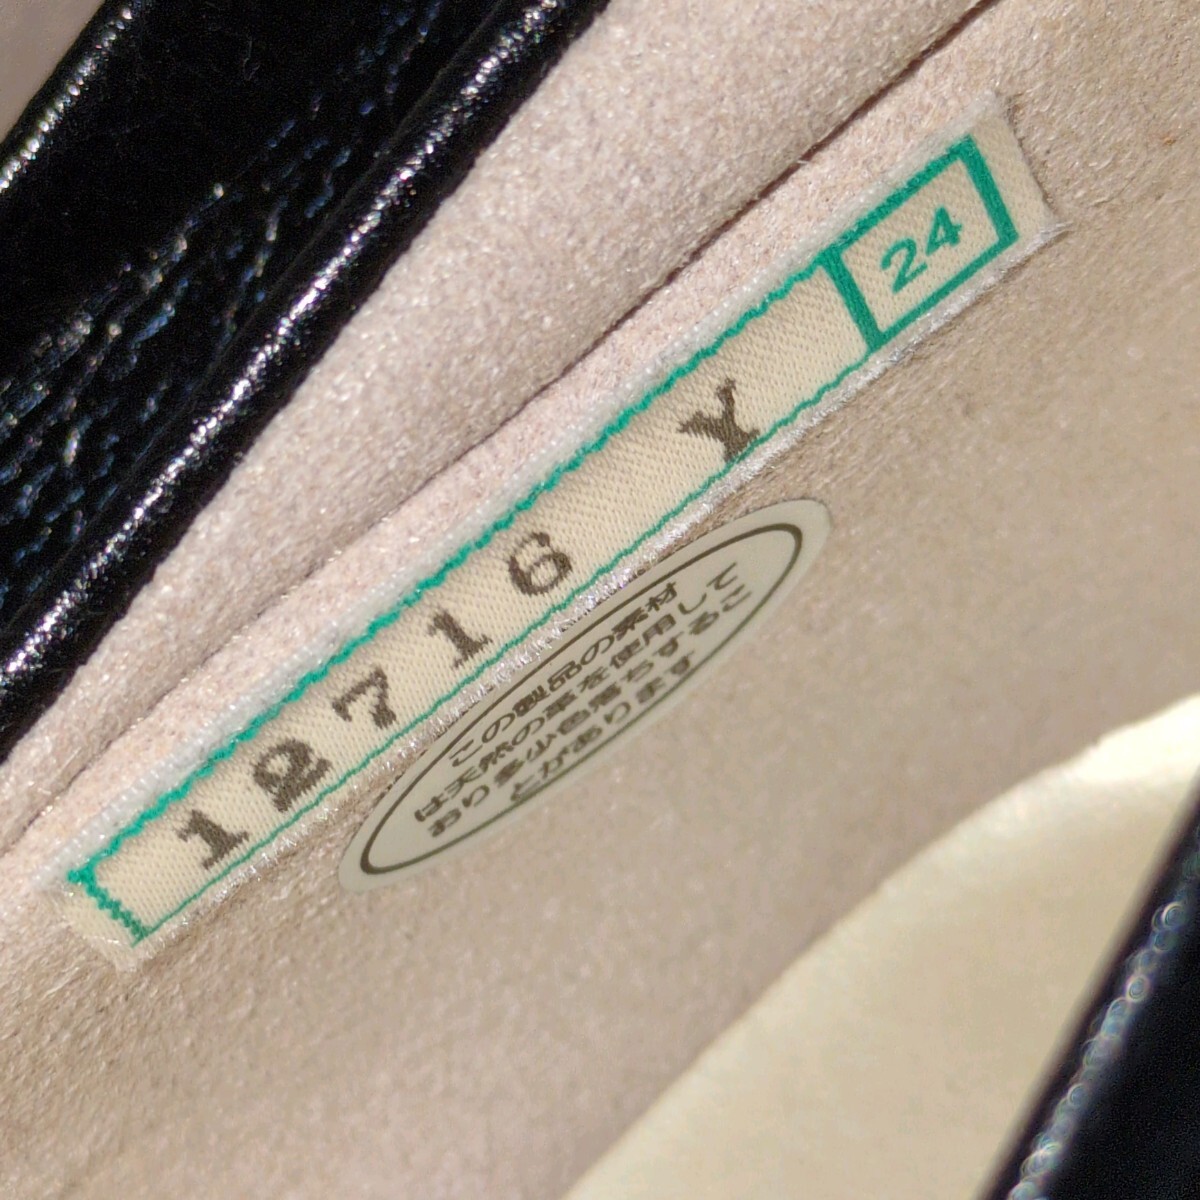 12716 Y 24
この製品の素材
は天然の革を使用して
おり多少色落ちするこ
とがあります